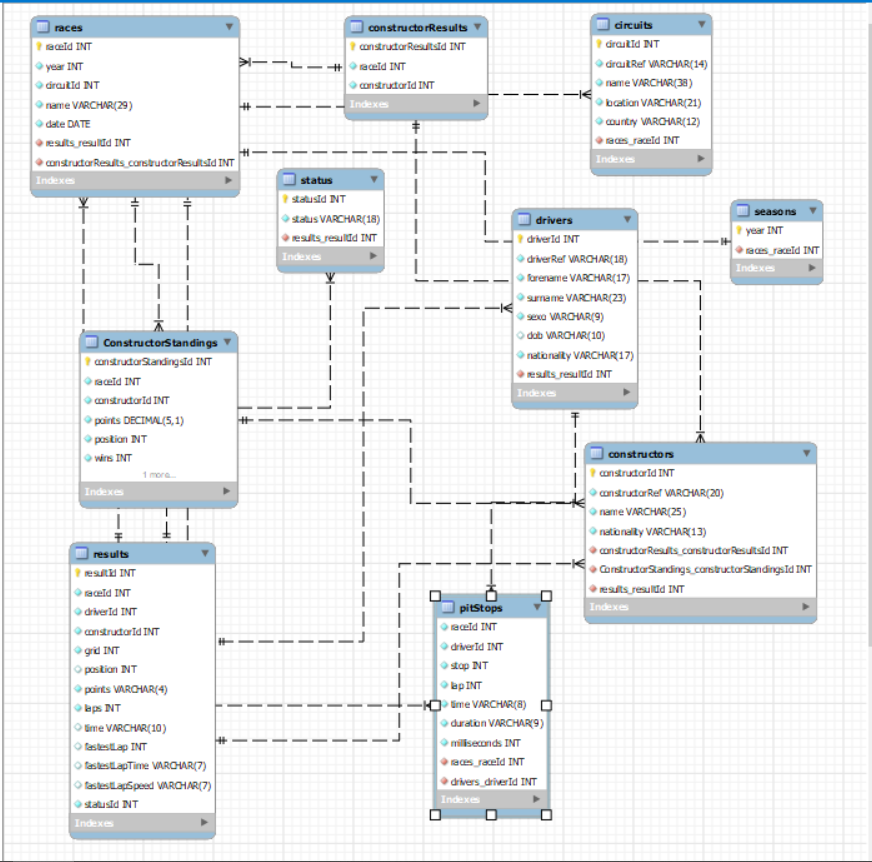 races
raceId INT
year INT
circuitId INT
name VARCHAR(29)
date DATE
results_resultId INT
constructorResults_constructorResultsId INT
Indexes
constructorResults
constructorResultsId INT
raceId INT
constructorId INT
Indexes
circuits
circuitId INT
circuitRef VARCHAR(14)
name VARCHAR(38)
location VARCHAR(21)
country VARCHAR(12)
races_raceId INT
Indexes
status
statusId INT
status VARCHAR(18)
results_resultId INT
Indexes
drivers
driverId INT
driverRef VARCHAR(18)
forename VARCHAR(17)
surname VARCHAR(23)
sexo VARCHAR(9)
dob VARCHAR(10)
nationality VARCHAR(17)
results_resultId INT
Indexes
seasons
year INT
races_raceId INT
Indexes
ConstructorStandings
constructorStandingsId INT
raceId INT
constructorId INT
points DECIMAL(5,1)
position INT
wins INT
1 more...
Indexes
constructors
constructorId INT
constructorRef VARCHAR(20)
name VARCHAR(25)
nationality VARCHAR(13)
constructorResults_constructorResultsId INT
ConstructorStandings_constructorStandingsId INT
results_resultId INT
Indexes
results
resultId INT
raceId INT
driverId INT
constructorId INT
grid INT
position INT
points VARCHAR(4)
laps INT
time VARCHAR(10)
fastestLap INT
fastestLapTime VARCHAR(7)
fastestLapSpeed VARCHAR(7)
statusId INT
Indexes
pitStops
raceId INT
driverId INT
stop INT
lap INT
time VARCHAR(8)
duration VARCHAR(9)
milliseconds INT
races_raceId INT
drivers_driverId INT
Indexes